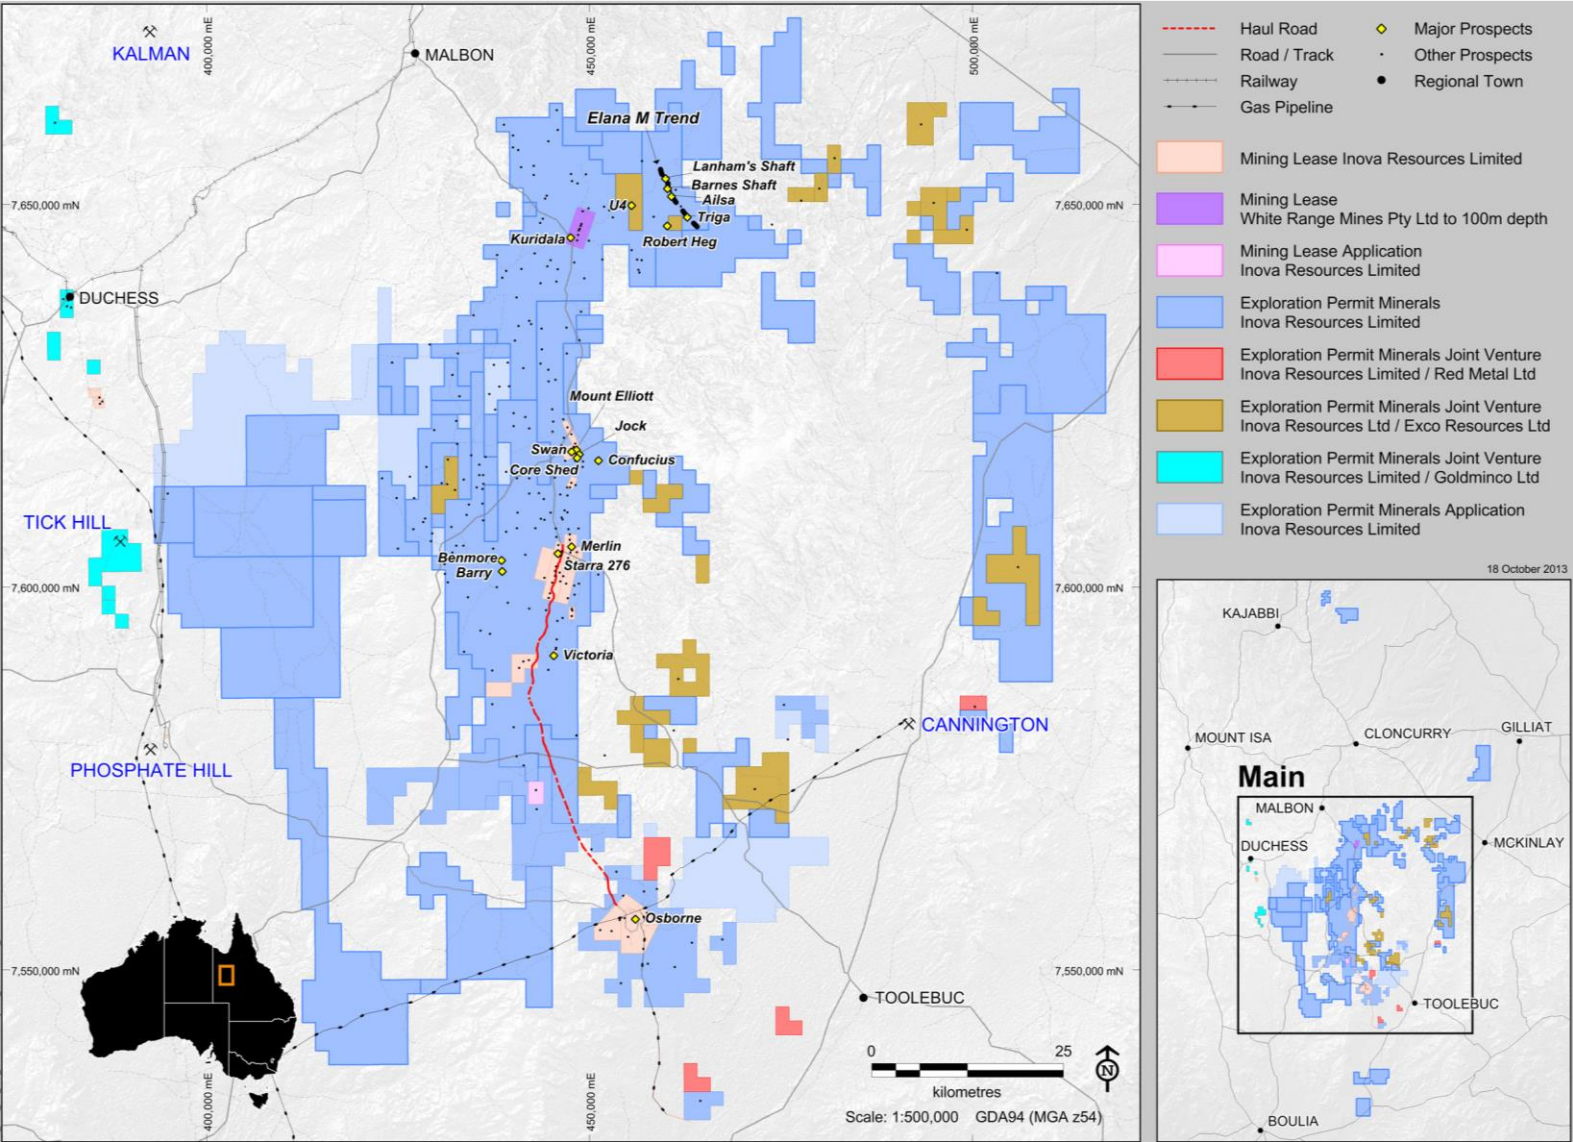 KALMAN
400,000 mE
MALBON
450,000 mE
500,000 mE
Elana M Trend
Lanham's Shaft
Barnes Shaft
Ailsa
Triga
U4
Robert Heg
Kuridala
7,650,000 mN
7,650,000 mN
DUCHESS
Mount Elliott
Jock
Swan
Confucius
Core Shed
TICK HILL
Merlin
Benmore
Starra 276
Barry
7,600,000 mN
7,600,000 mN
Victoria
CANNINGTON
PHOSPHATE HILL
Osborne
7,550,000 mN
7,550,000 mN
TOOLEBUC
400,000 mE
450,000 mE
0 25
kilometres
N
Scale: 1:500,000 GDA94 (MGA z54)
Haul Road
Road / Track
Railway
Gas Pipeline
Major Prospects
Other Prospects
Regional Town
Mining Lease Inova Resources Limited
Mining Lease
White Range Mines Pty Ltd to 100m depth
Mining Lease Application
Inova Resources Limited
Exploration Permit Minerals
Inova Resources Limited
Exploration Permit Minerals Joint Venture
Inova Resources Limited / Red Metal Ltd
Exploration Permit Minerals Joint Venture
Inova Resources Ltd / Exco Resources Ltd
Exploration Permit Minerals Joint Venture
Inova Resources Limited / Goldminco Ltd
Exploration Permit Minerals Application
Inova Resources Limited
18 October 2013
KAJABBI
MOUNT ISA
CLONCURRY
GILLIAT
Main
MALBON
DUCHESS
MCKINLAY
TOOLEBUC
BOULIA